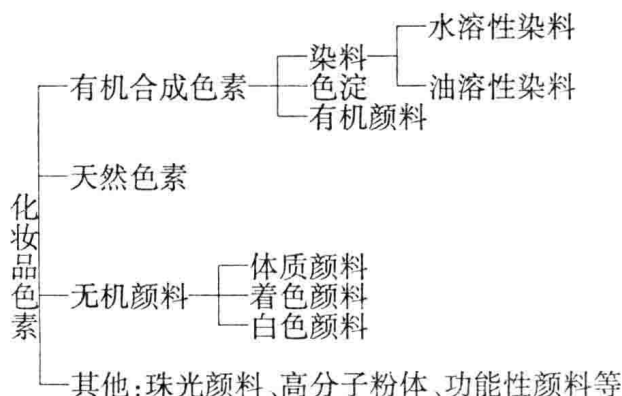 水溶性染料
染料
有机合成色素
色淀
油溶性染料
有机颜料
天然色素
化妆品色素
体质颜料
无机颜料
着色颜料
白色颜料
其他:珠光颜料、高分子粉体、功能性颜料等